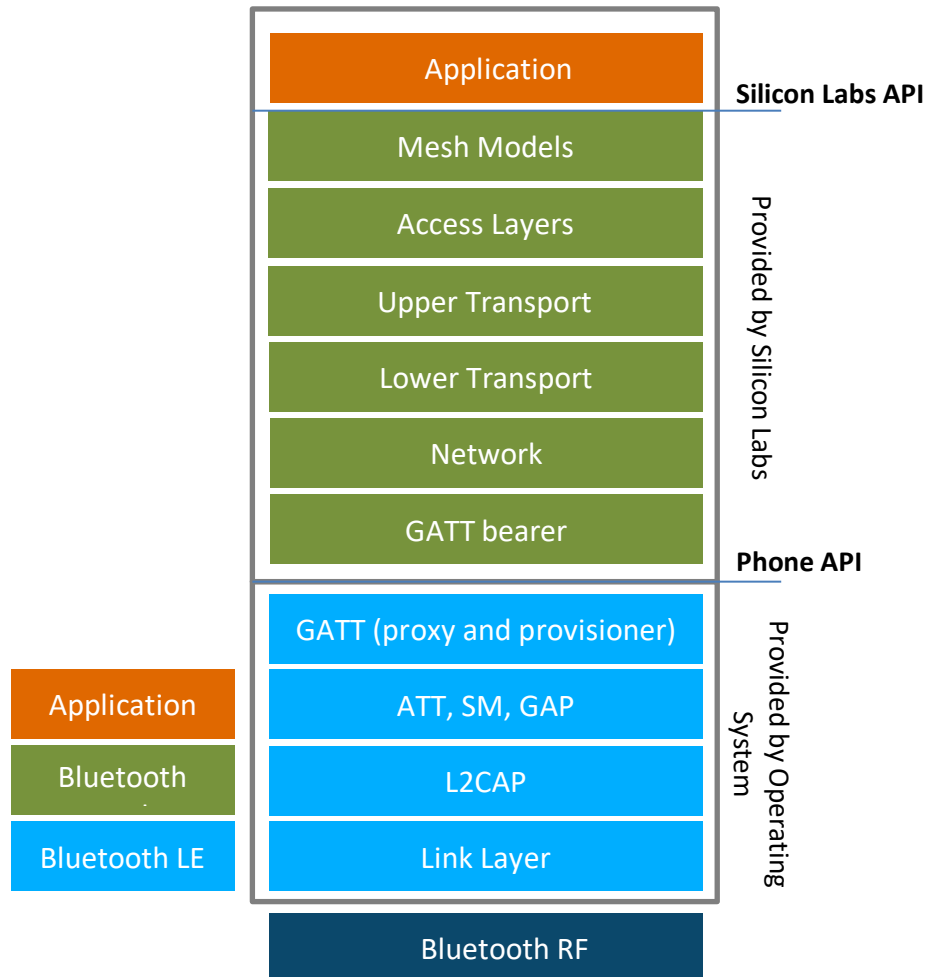 Application
Silicon Labs API
Mesh Models
Access Layers
Upper Transport
Lower Transport
Network
GATT bearer
Provided by Silicon Labs
Phone API
GATT (proxy and provisioner)
ATT, SM, GAP
L2CAP
Link Layer
Provided by Operating
System
Application
Bluetooth
Bluetooth LE
Bluetooth RF